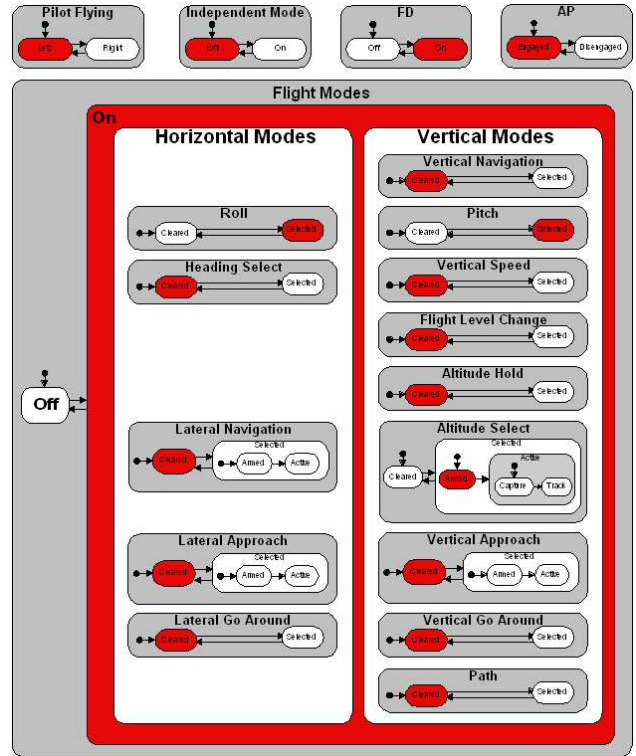 Pilot Flying
Left
Right
Independent Mode
Off
On
FD
Off
On
AP
Engaged
Disengaged
Flight Modes
On
Off
Horizontal Modes
Roll
Cleared
Selected
Heading Select
Cleared
Selected
Lateral Navigation
Selected
Cleared
Armed
Active
Lateral Approach
Selected
Cleared
Armed
Active
Lateral Go Around
Cleared
Selected
Vertical Modes
Vertical Navigation
Cleared
Selected
Pitch
Cleared
Selected
Vertical Speed
Cleared
Selected
Flight Level Change
Cleared
Selected
Altitude Hold
Cleared
Selected
Altitude Select
Selected
Active
Cleared
Armed
Capture
Track
Vertical Approach
Selected
Cleared
Armed
Active
Vertical Go Around
Cleared
Selected
Path
Cleared
Selected